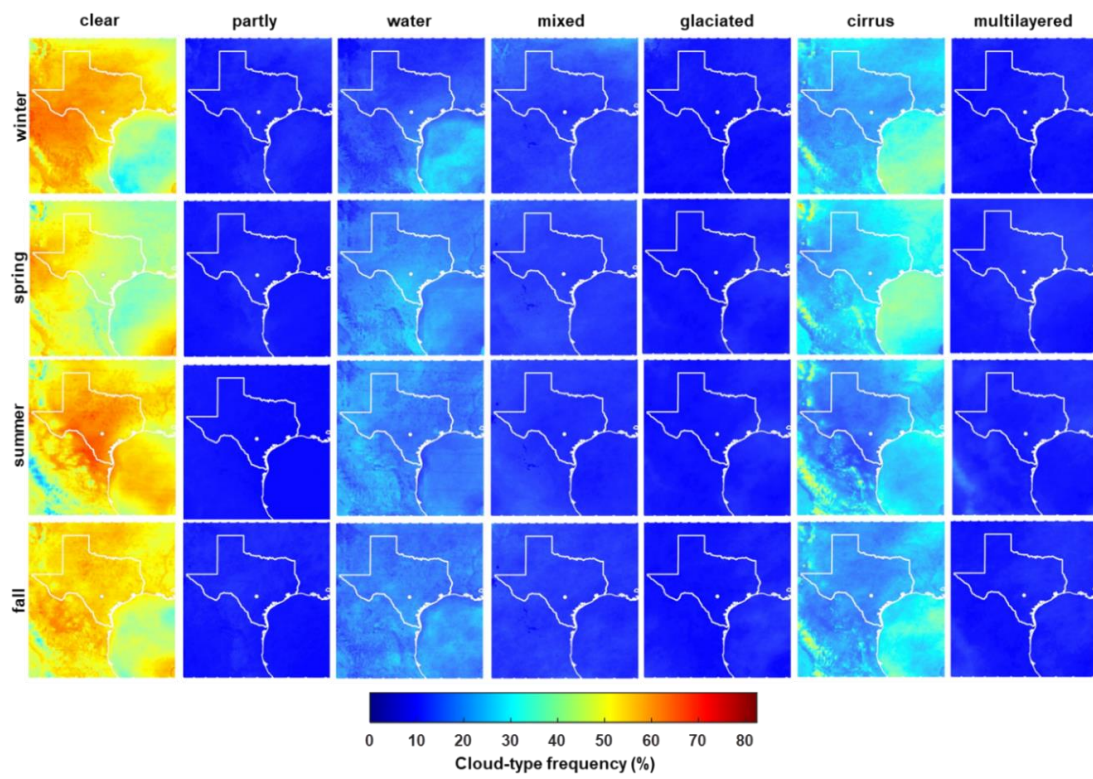 clear partly water mixed glaciated cirrus multilayered
winter
spring
summer
fall
0 10 20 30 40 50 60 70 80
Cloud-type frequency (%)